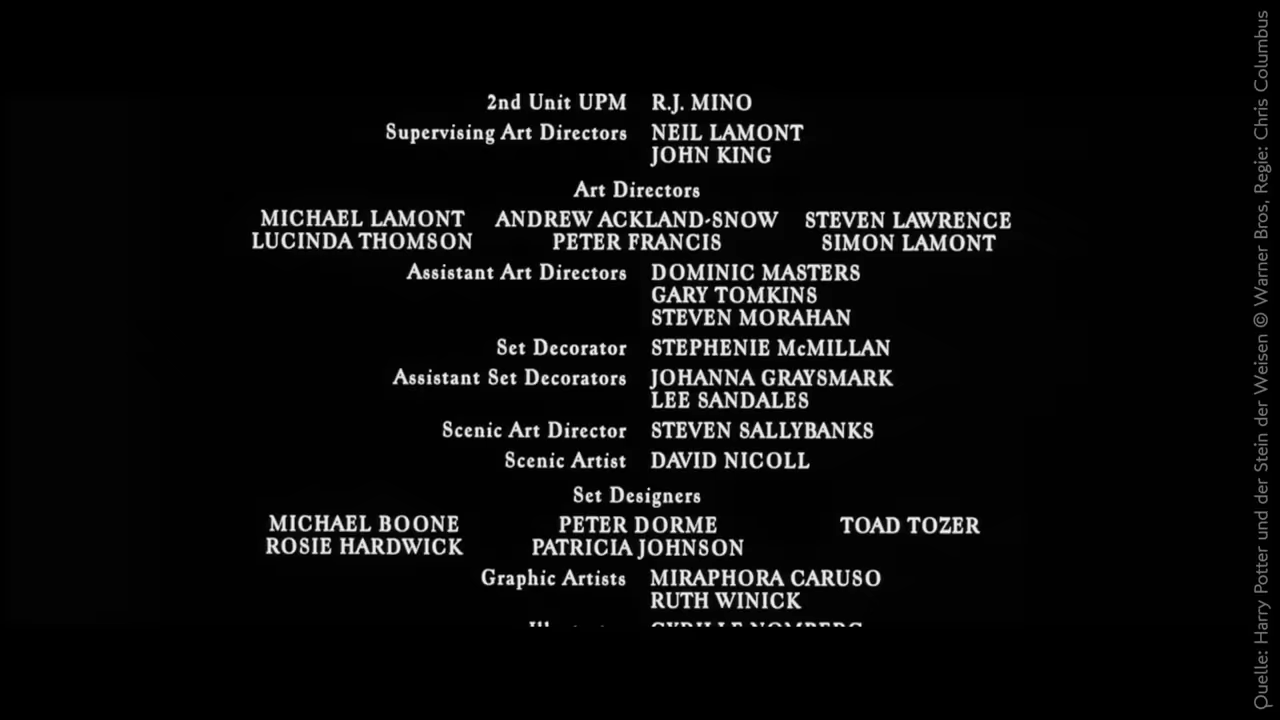 2nd Unit UPM R.J. MINO
Supervising Art Directors NEIL LAMONT
JOHN KING
Art Directors
MICHAEL LAMONT ANDREW ACKLAND-SNOW STEVEN LAWRENCE
LUCINDA THOMSON PETER FRANCIS SIMON LAMONT
Assistant Art Directors DOMINIC MASTERS
GARY TOMKINS
STEVEN MORAHAN
Set Decorator STEPHENIE McMILLAN
Assistant Set Decorators JOHANNA GRAYSMARK
LEE SANDALES
Scenic Art Director STEVEN SALLYBANKS
Scenic Artist DAVID NICOLL
Set Designers
MICHAEL BOONE PETER DORME TOAD TOZER
ROSIE HARDWICK PATRICIA JOHNSON
Graphic Artists MIRAPHORA CARUSO
RUTH WINICK
Quelle: Harry Potter und der Stein der Weisen © Warner Bros, Regie: Chris Columbus